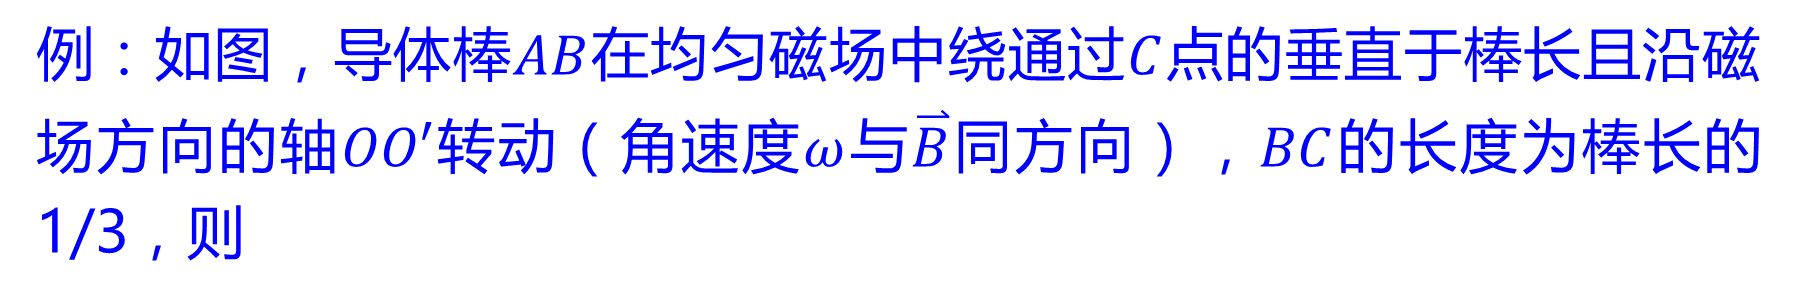 例：如图，导体棒AB在均匀磁场中绕通过C点的垂直于棒长且沿磁
场方向的轴OO′转动（角速度ω与B⃗同方向），BC的长度为棒长的
1/3，则